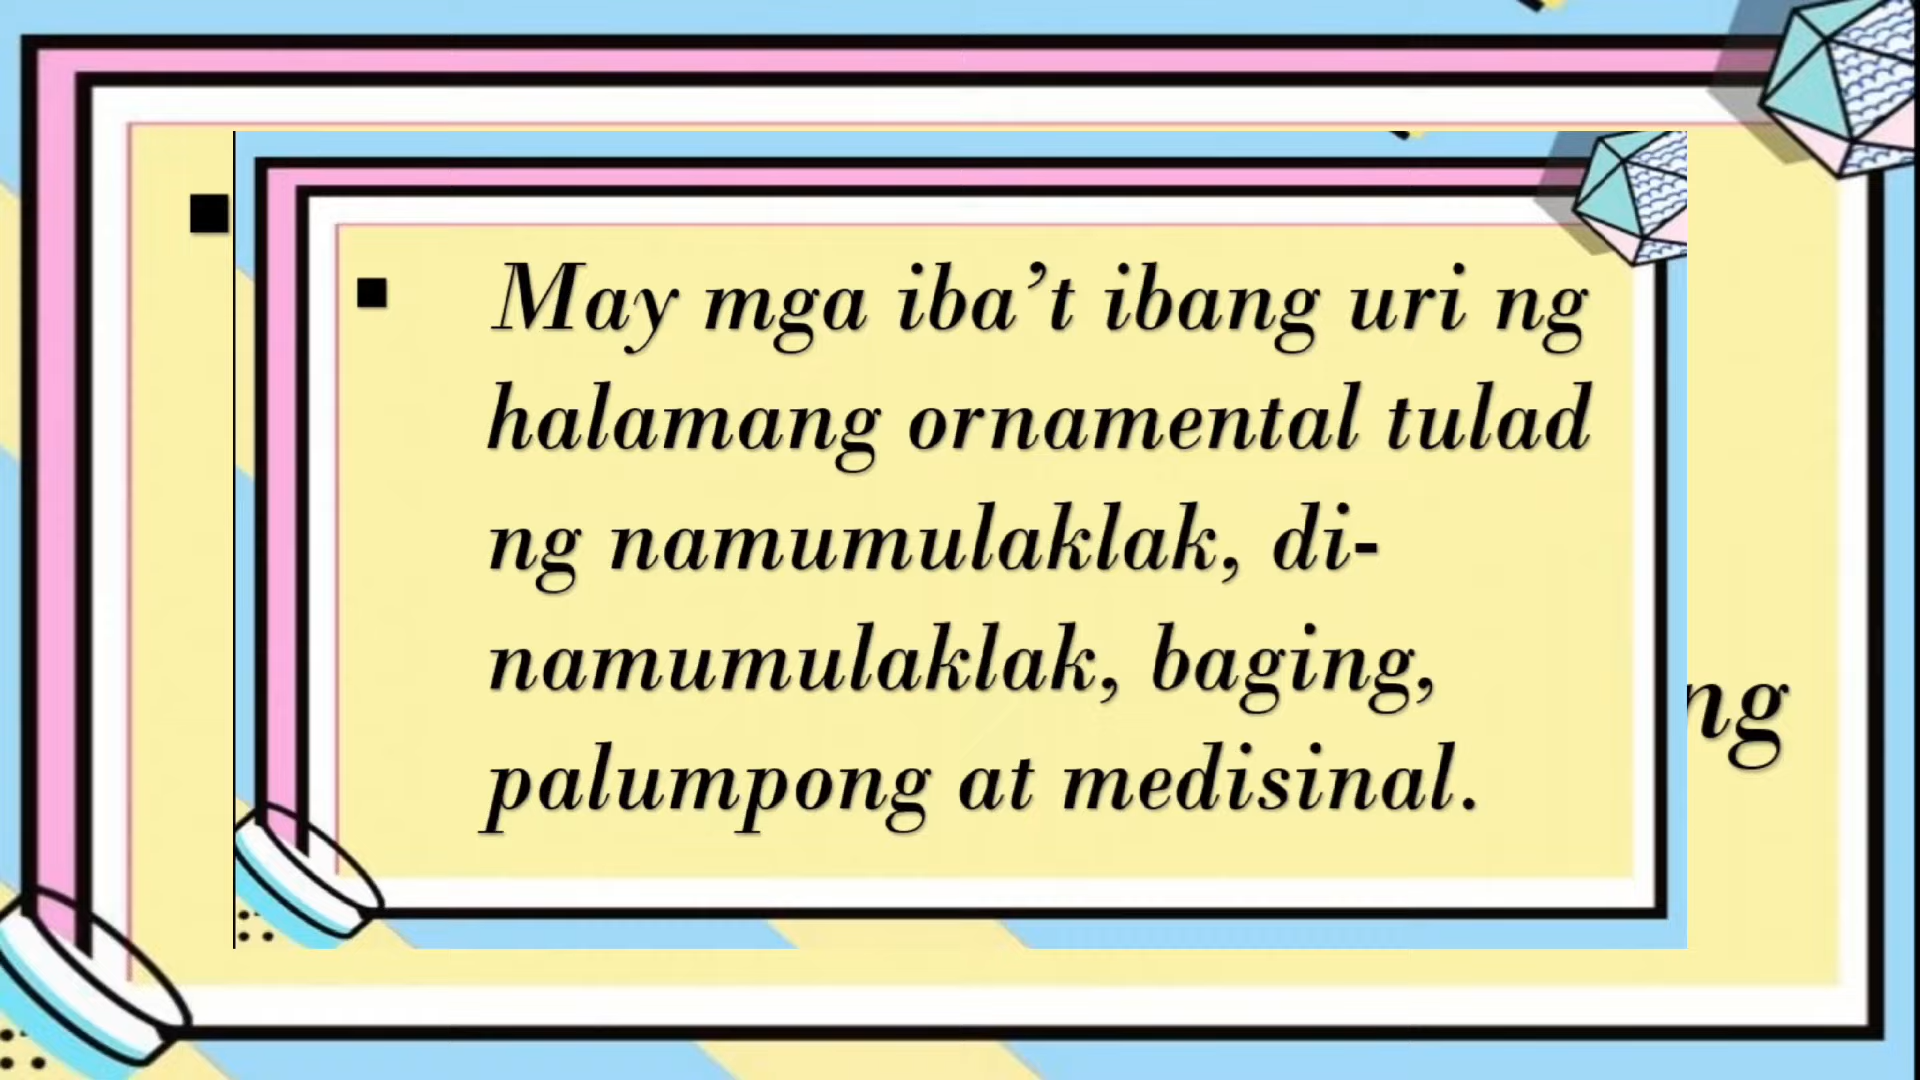 ▪ May mga iba’t ibang uri ng
halamang ornamental tulad
ng namumulaklak, di-
namumulaklak, baging,
palumpong at medisinal.
ng